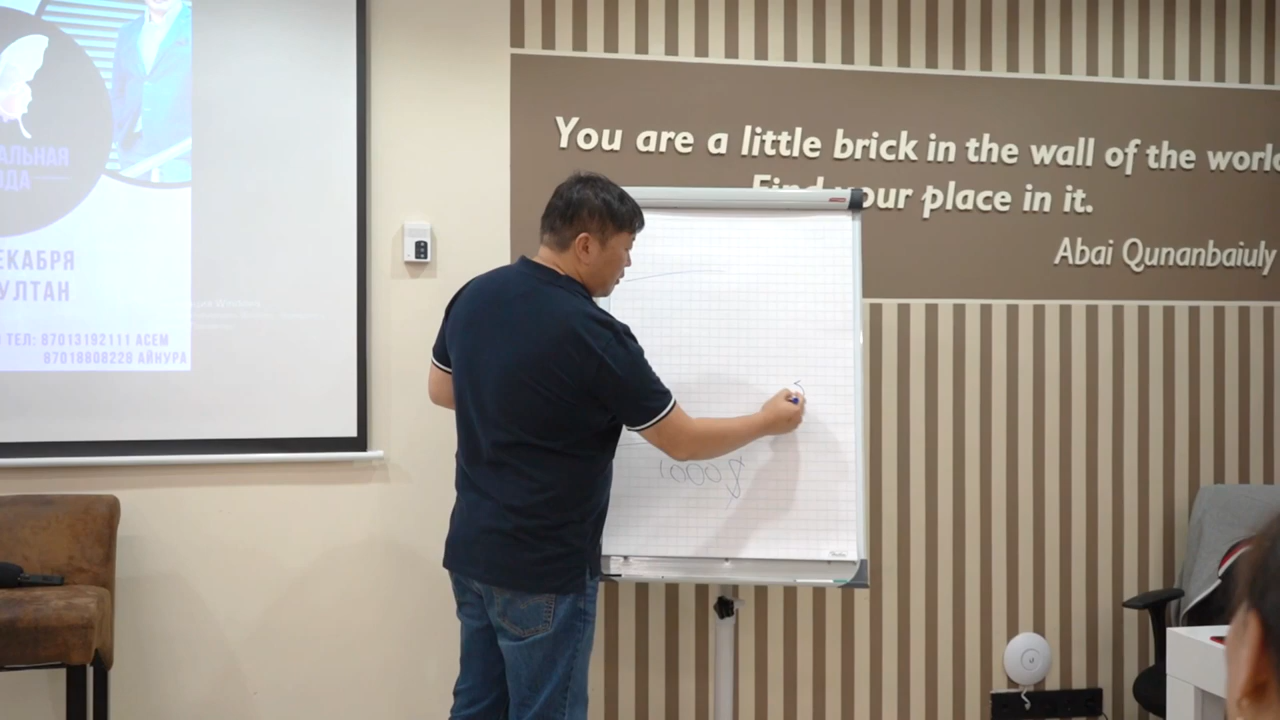 АЛЬНАЯ
ОДА
ЕКАБРЯ
УЛТАН
ТЕЛ: 87013192111 АСЕМ
87018808228 АЙНУРА
You are a little brick in the wall of the world
Find your place in it.
Abai Qunanbaiuly
1000